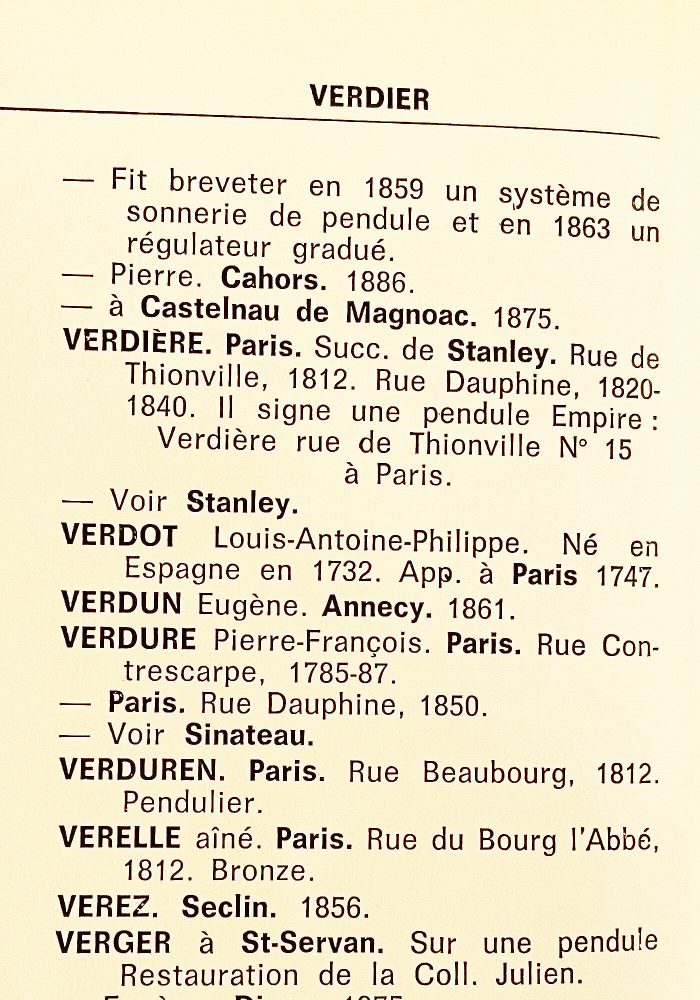 VERDIER
— Fit breveter en 1859 un système de
sonnerie de pendule et en 1863 un
régulateur gradué.
— Pierre. Cahors. 1886.
— à Castelnau de Magnoac. 1875.
VERDIÈRE. Paris. Succ. de Stanley. Rue de
Thionville, 1812. Rue Dauphine, 1820-
1840. Il signe une pendule Empire :
Verdière rue de Thionville N° 15
à Paris.
— Voir Stanley.
VERDOT Louis-Antoine-Philippe. Né en
Espagne en 1732. App. à Paris 1747.
VERDUN Eugène. Annecy. 1861.
VERDURE Pierre-François. Paris. Rue Con-
trescarpe, 1785-87.
— Paris. Rue Dauphine, 1850.
— Voir Sinateau.
VERDUREN. Paris. Rue Beaubourg, 1812.
Pendulier.
VERELLE aîné. Paris. Rue du Bourg l'Abbé,
1812. Bronze.
VEREZ. Seclin. 1856.
VERGER à St-Servan. Sur une pendule
Restauration de la Coll. Julien.